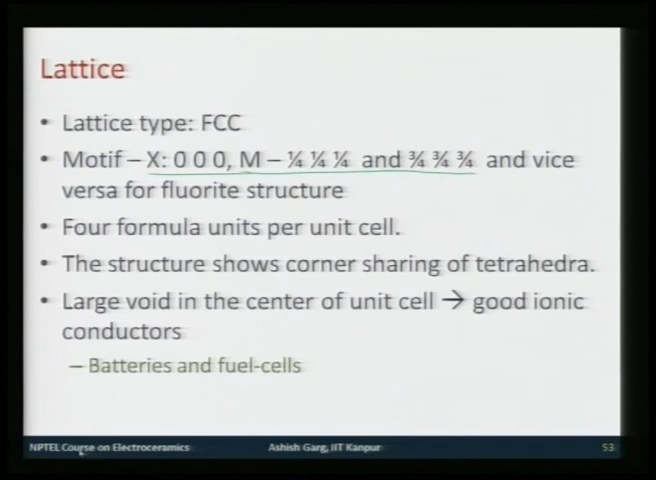 Lattice
• Lattice type: FCC
• Motif – X: 0 0 0, M – ¼ ¼ ¼ and ¾ ¾ ¾ and vice
versa for fluorite structure
• Four formula units per unit cell.
• The structure shows corner sharing of tetrahedra.
• Large void in the center of unit cell → good ionic
conductors
– Batteries and fuel-cells
NPTEL Course on Electroceramics Ashish Garg, IIT Kanpur 53